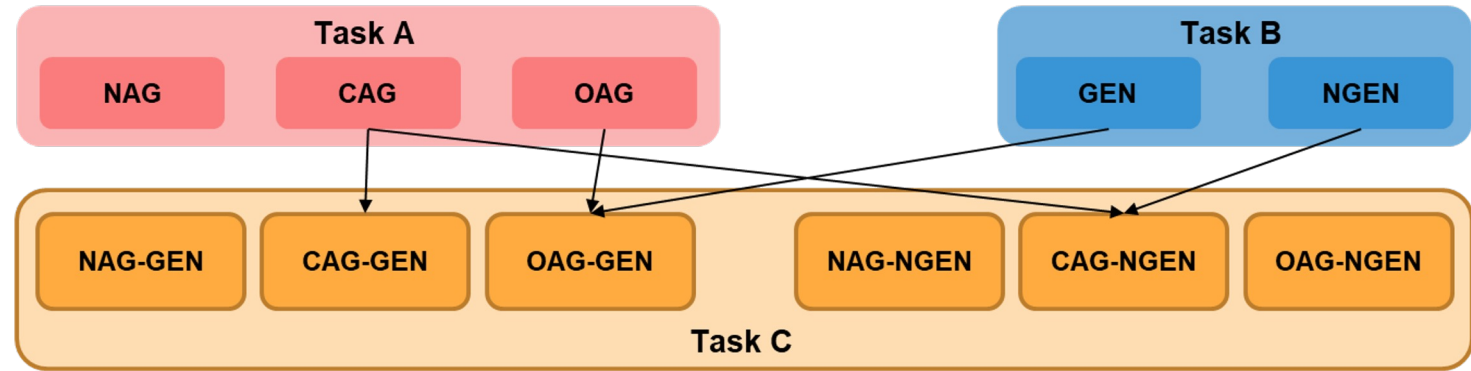 Task A
NAG
CAG
OAG
Task B
GEN
NGEN
NAG-GEN
CAG-GEN
OAG-GEN
NAG-NGEN
CAG-NGEN
OAG-NGEN
Task C